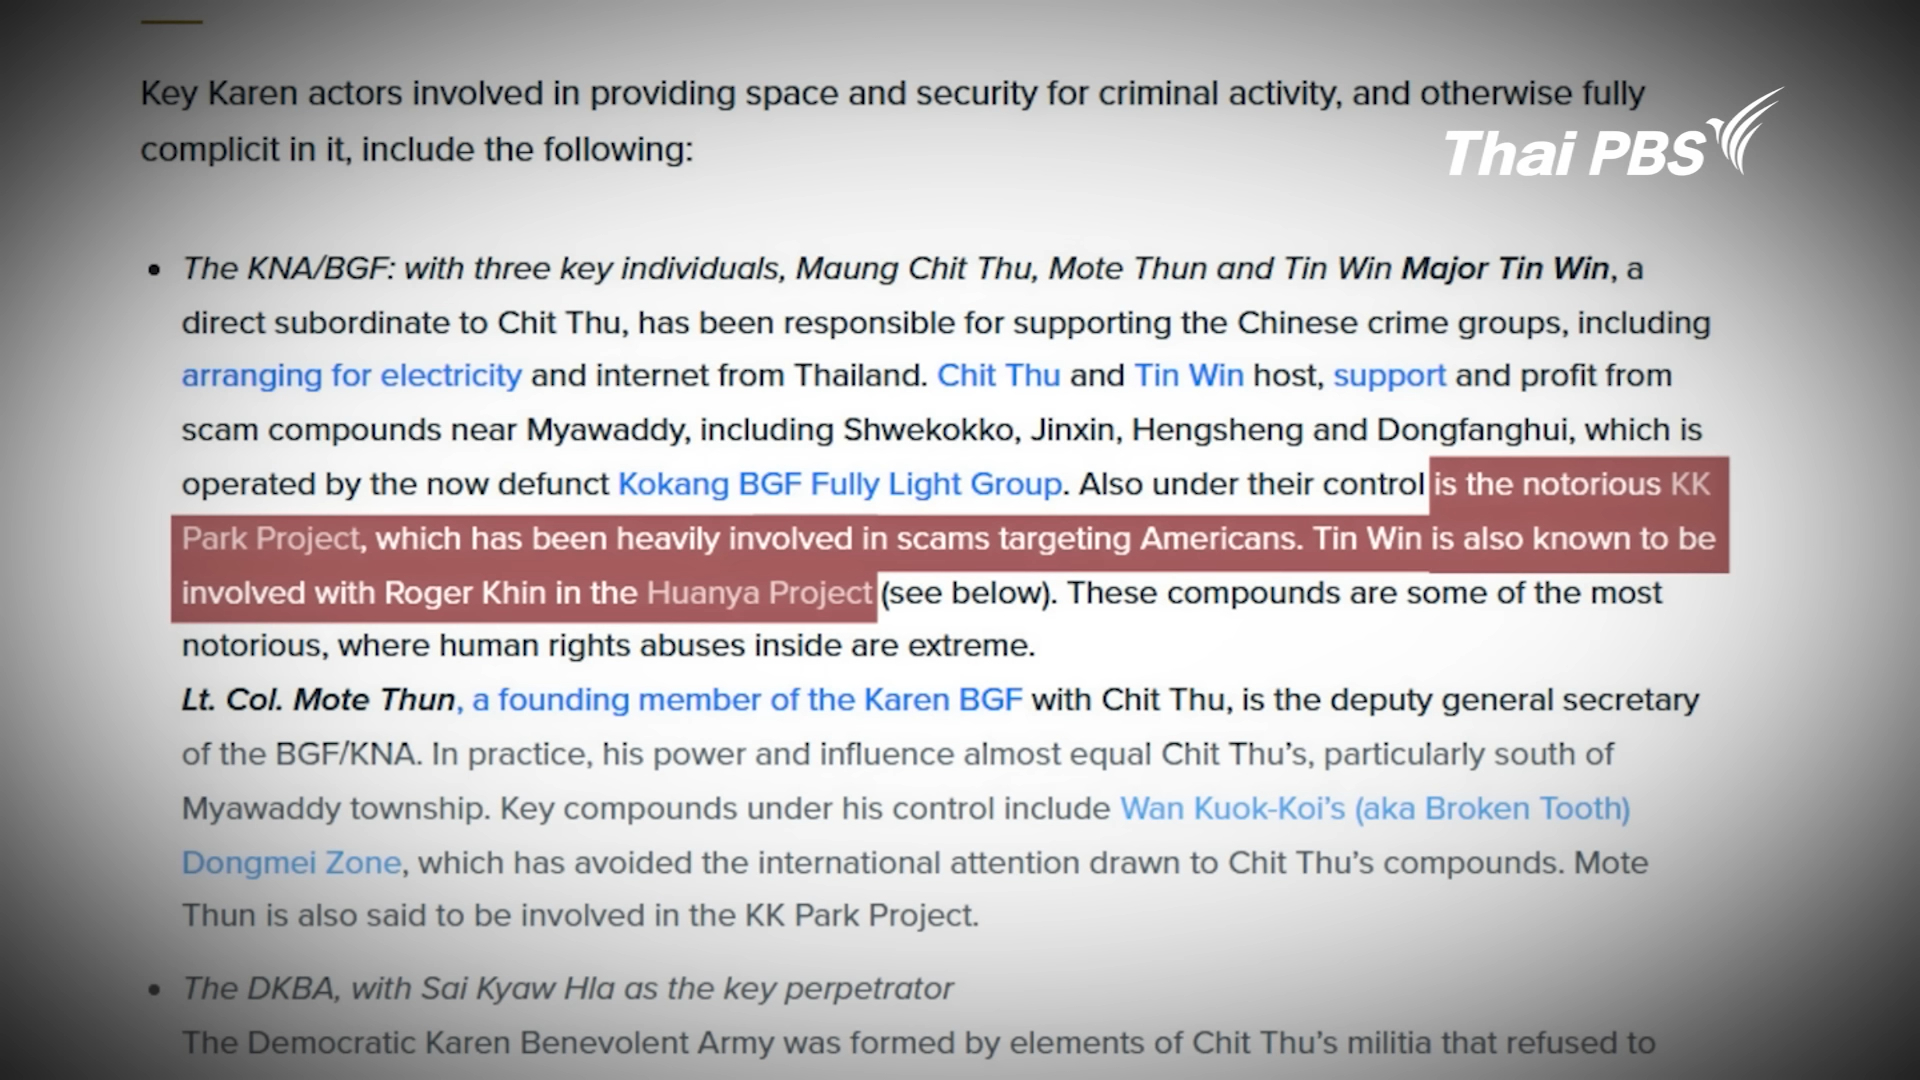 Key Karen actors involved in providing space and security for criminal activity, and otherwise fully
complicit in it, include the following:
Thai PBS
• The KNA/BGF: with three key individuals, Maung Chit Thu, Mote Thun and Tin Win Major Tin Win, a
direct subordinate to Chit Thu, has been responsible for supporting the Chinese crime groups, including
arranging for electricity and internet from Thailand. Chit Thu and Tin Win host, support and profit from
scam compounds near Myawaddy, including Shwekokko, Jinxin, Hengsheng and Dongfanghui, which is
operated by the now defunct Kokang BGF Fully Light Group. Also under their control is the notorious KK
Park Project, which has been heavily involved in scams targeting Americans. Tin Win is also known to be
involved with Roger Khin in the Huanya Project (see below). These compounds are some of the most
notorious, where human rights abuses inside are extreme.
Lt. Col. Mote Thun, a founding member of the Karen BGF with Chit Thu, is the deputy general secretary
of the BGF/KNA. In practice, his power and influence almost equal Chit Thu’s, particularly south of
Myawaddy township. Key compounds under his control include Wan Kuok-Koi’s (aka Broken Tooth)
Dongmei Zone, which has avoided the international attention drawn to Chit Thu’s compounds. Mote
Thun is also said to be involved in the KK Park Project.
• The DKBA, with Sai Kyaw Hla as the key perpetrator
The Democratic Karen Benevolent Army was formed by elements of Chit Thu’s militia that refused to